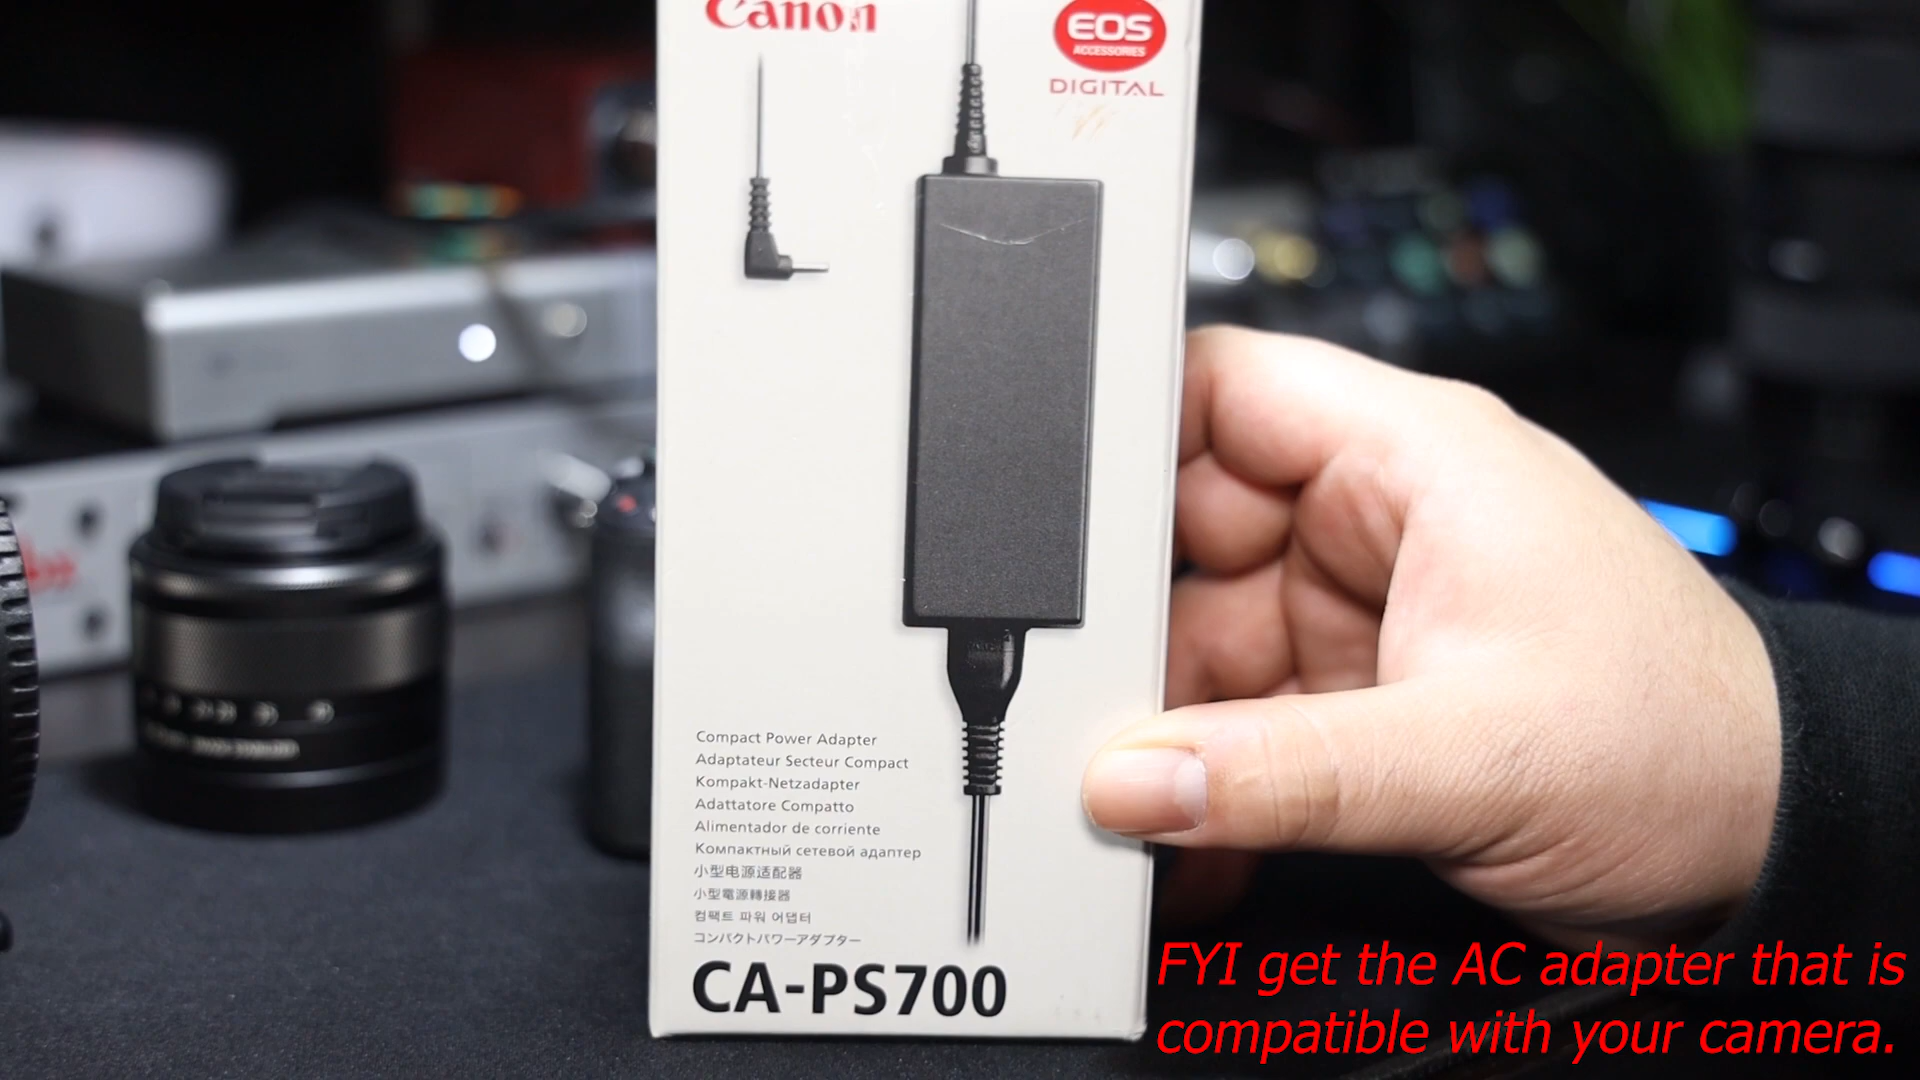 Canon
EOS
ACCESSORIES
DIGITAL
Compact Power Adapter
Adaptateur Secteur Compact
Kompakt-Netzadapter
Adattatore Compatto
Alimentador de corriente
Компактный сетевой адаптер
小型电源适配器
小型電源轉接器
컴팩트 파워 어댑터
コンパクトパワーアダプター
CA-PS700
FYI get the AC adapter that is
compatible with your camera.